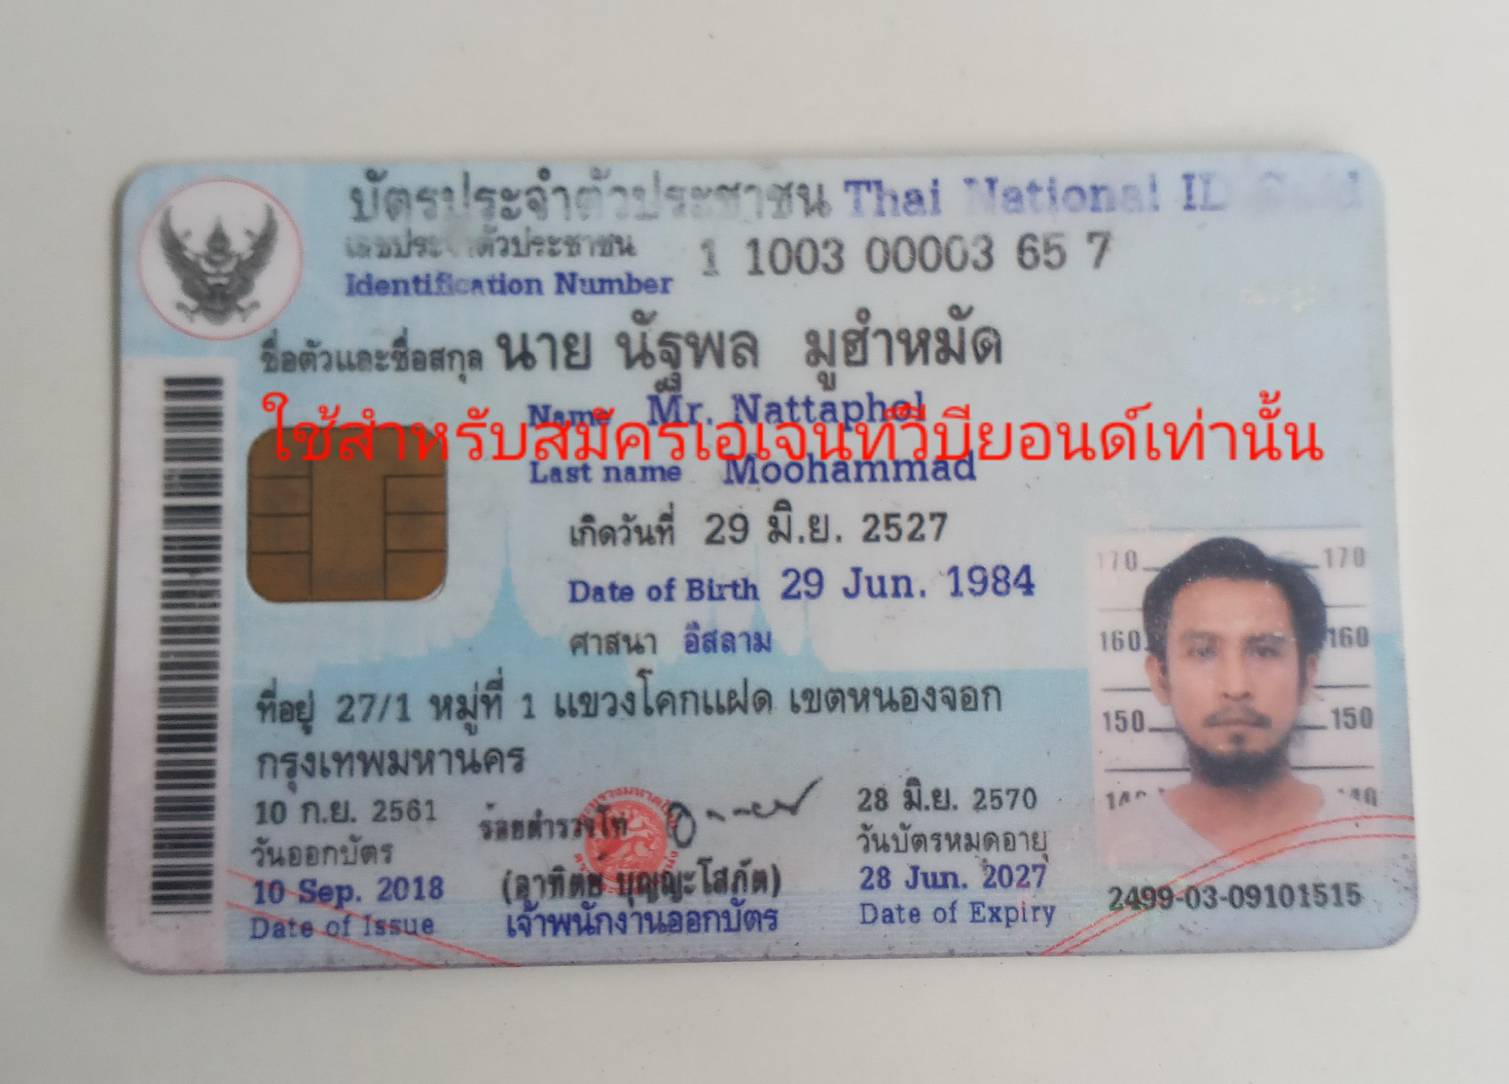 บัตรประจำตัวประชาชน Thai National ID Card
เลขประจำตัวประชาชน 1 1003 00003 65 7
Identification Number
ชื่อตัวและชื่อสกุล นาย นัฐพล มูฮำหมัด
Name Mr. Nattaphol
ใช้สำหรับสมัครเอเจนทีวีบียอนด์เท่านั้น
Last name Moohammad
เกิดวันที่ 29 มิ.ย. 2527
Date of Birth 29 Jun. 1984
ศาสนา อิสลาม
ที่อยู่ 27/1 หมู่ที่ 1 แขวงโคกแฝด เขตหนองจอก
กรุงเทพมหานคร
10 ก.ย. 2561
วันออกบัตร
10 Sep. 2018
Date of Issue
ร้อยตำรวจโท
(อาทิตย์ บุญญะโสภัต)
เจ้าพนักงานออกบัตร
28 มิ.ย. 2570
วันบัตรหมดอายุ
28 Jun. 2027
Date of Expiry
170 170
160 160
150 150
140 140
2499-03-09101515